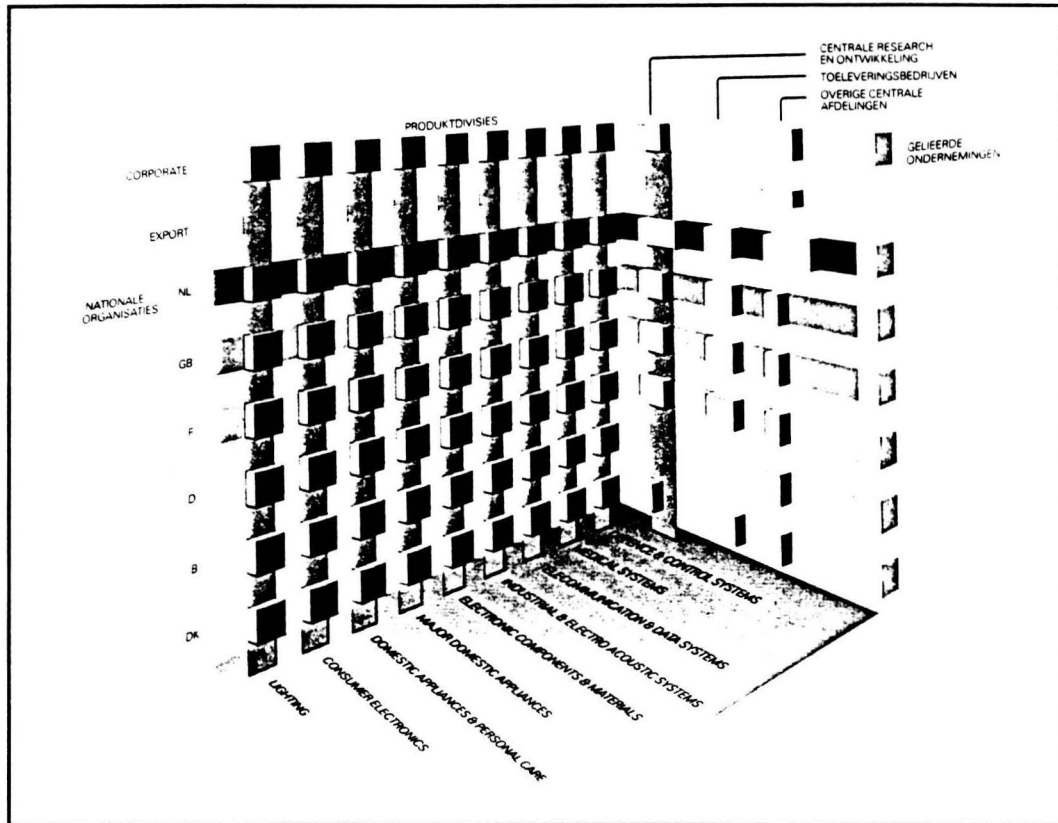 CENTRALE RESEARCH
EN ONTWIKKELING
TOELEVERINGSBEDRIJVEN
OVERIGE CENTRALE
AFDELINGEN
PRODUKTDIVISIES
GELIEERDE
ONDERNEMINGEN
CORPORATE
EXPORT
NATIONALE
ORGANISATIES
NL
GB
F
D
B
DK
LIGHTING
CONSUMER ELECTRONICS
DOMESTIC APPLIANCES & PERSONAL CARE
MAJOR DOMESTIC APPLIANCES
ELECTRONIC COMPONENTS & MATERIALS
INDUSTRIAL & ELECTRO ACOUSTIC SYSTEMS
TELECOMMUNICATION & DATA SYSTEMS
SYSTEMS
& CONTROL SYSTEMS